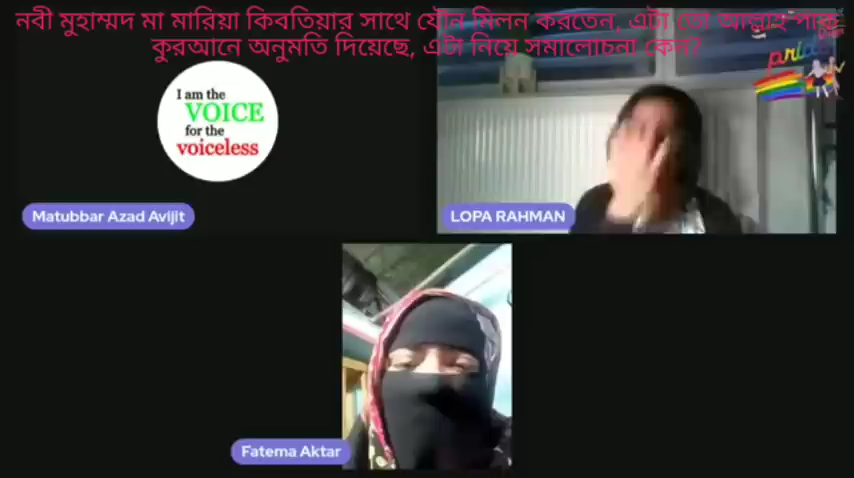 নবী মুহাম্মদ মা মারিয়া কিবতিয়ার সাথে যৌন মিলন করতেন, এটা তো আল্লাহ পাক
কুরআনে অনুমতি দিয়েছে, এটা নিয়ে সমালোচনা কেন?
I am the
VOICE
for the
voiceless
Matubbar Azad Avijit
LOPA RAHMAN
Fatema Aktar